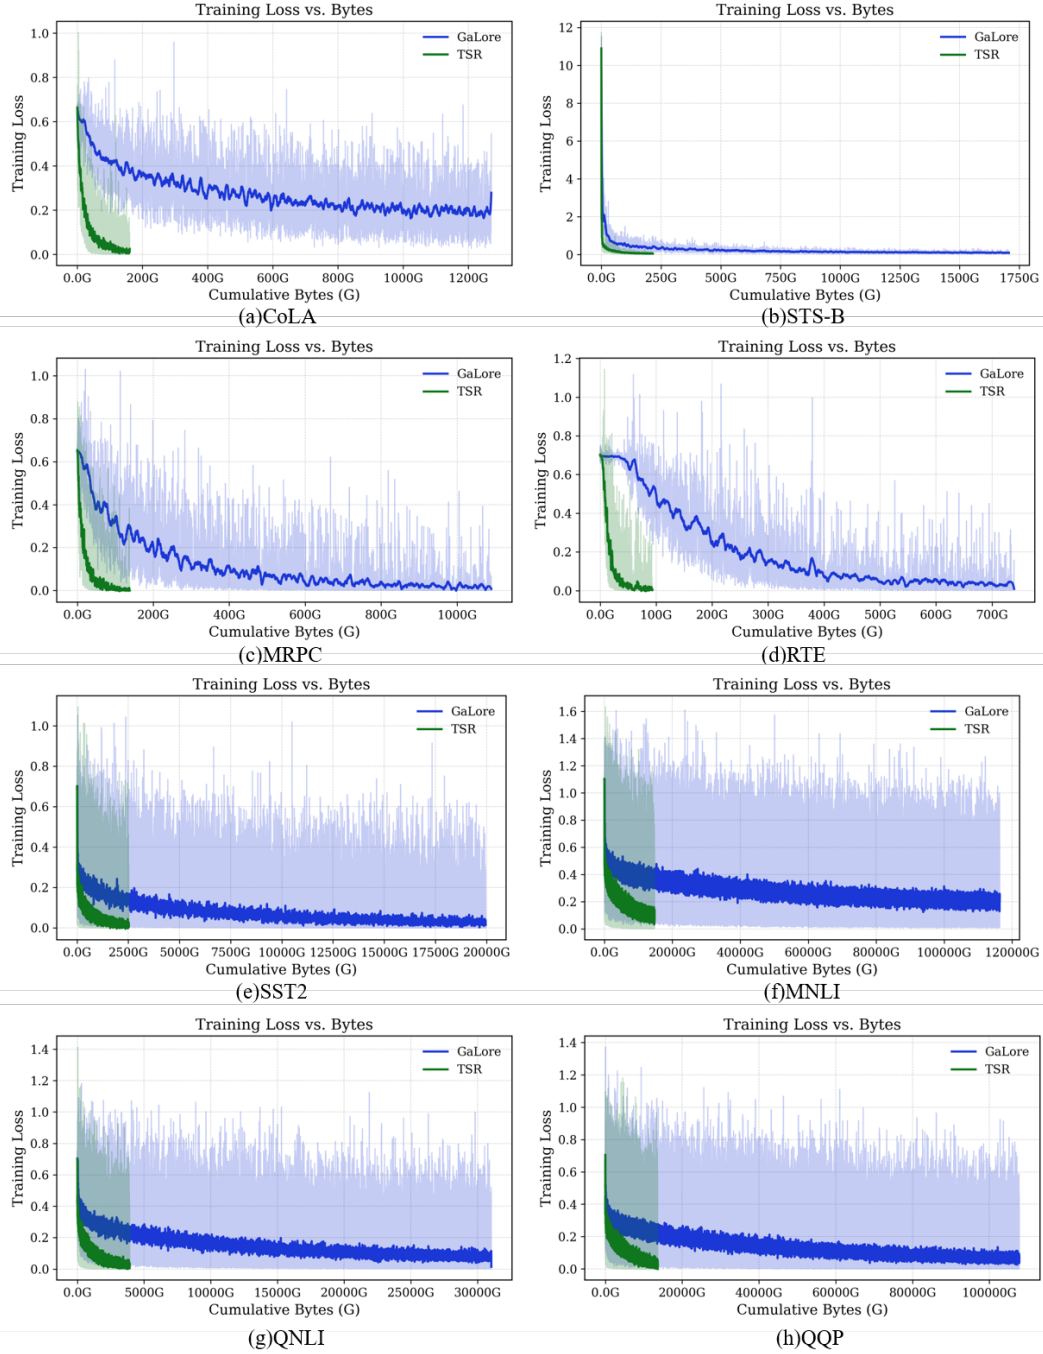 Training Loss vs. Bytes
GaLore
TSR
Training Loss
1.0
0.8
0.6
0.4
0.2
0.0
0.0G 200G 400G 600G 800G 1000G 1200G
Cumulative Bytes (G)
(a)CoLA
Training Loss vs. Bytes
GaLore
TSR
Training Loss
12
10
8
6
4
2
0
0.0G 250G 500G 750G 1000G 1250G 1500G 1750G
Cumulative Bytes (G)
(b)STS-B
Training Loss vs. Bytes
GaLore
TSR
Training Loss
1.0
0.8
0.6
0.4
0.2
0.0
0.0G 200G 400G 600G 800G 1000G
Cumulative Bytes (G)
(c)MRPC
Training Loss vs. Bytes
GaLore
TSR
Training Loss
1.2
1.0
0.8
0.6
0.4
0.2
0.0
0.0G 100G 200G 300G 400G 500G 600G 700G
Cumulative Bytes (G)
(d)RTE
Training Loss vs. Bytes
GaLore
TSR
Training Loss
1.0
0.8
0.6
0.4
0.2
0.0
0.0G 2500G 5000G 7500G 10000G 12500G 15000G 17500G 20000G
Cumulative Bytes (G)
(e)SST2
Training Loss vs. Bytes
GaLore
TSR
Training Loss
1.6
1.4
1.2
1.0
0.8
0.6
0.4
0.2
0.0
0.0G 20000G 40000G 60000G 80000G 100000G 120000G
Cumulative Bytes (G)
(f)MNLI
Training Loss vs. Bytes
GaLore
TSR
Training Loss
1.4
1.2
1.0
0.8
0.6
0.4
0.2
0.0
0.0G 5000G 10000G 15000G 20000G 25000G 30000G
Cumulative Bytes (G)
(g)QNLI
Training Loss vs. Bytes
GaLore
TSR
Training Loss
1.4
1.2
1.0
0.8
0.6
0.4
0.2
0.0
0.0G 20000G 40000G 60000G 80000G 100000G
Cumulative Bytes (G)
(h)QQP